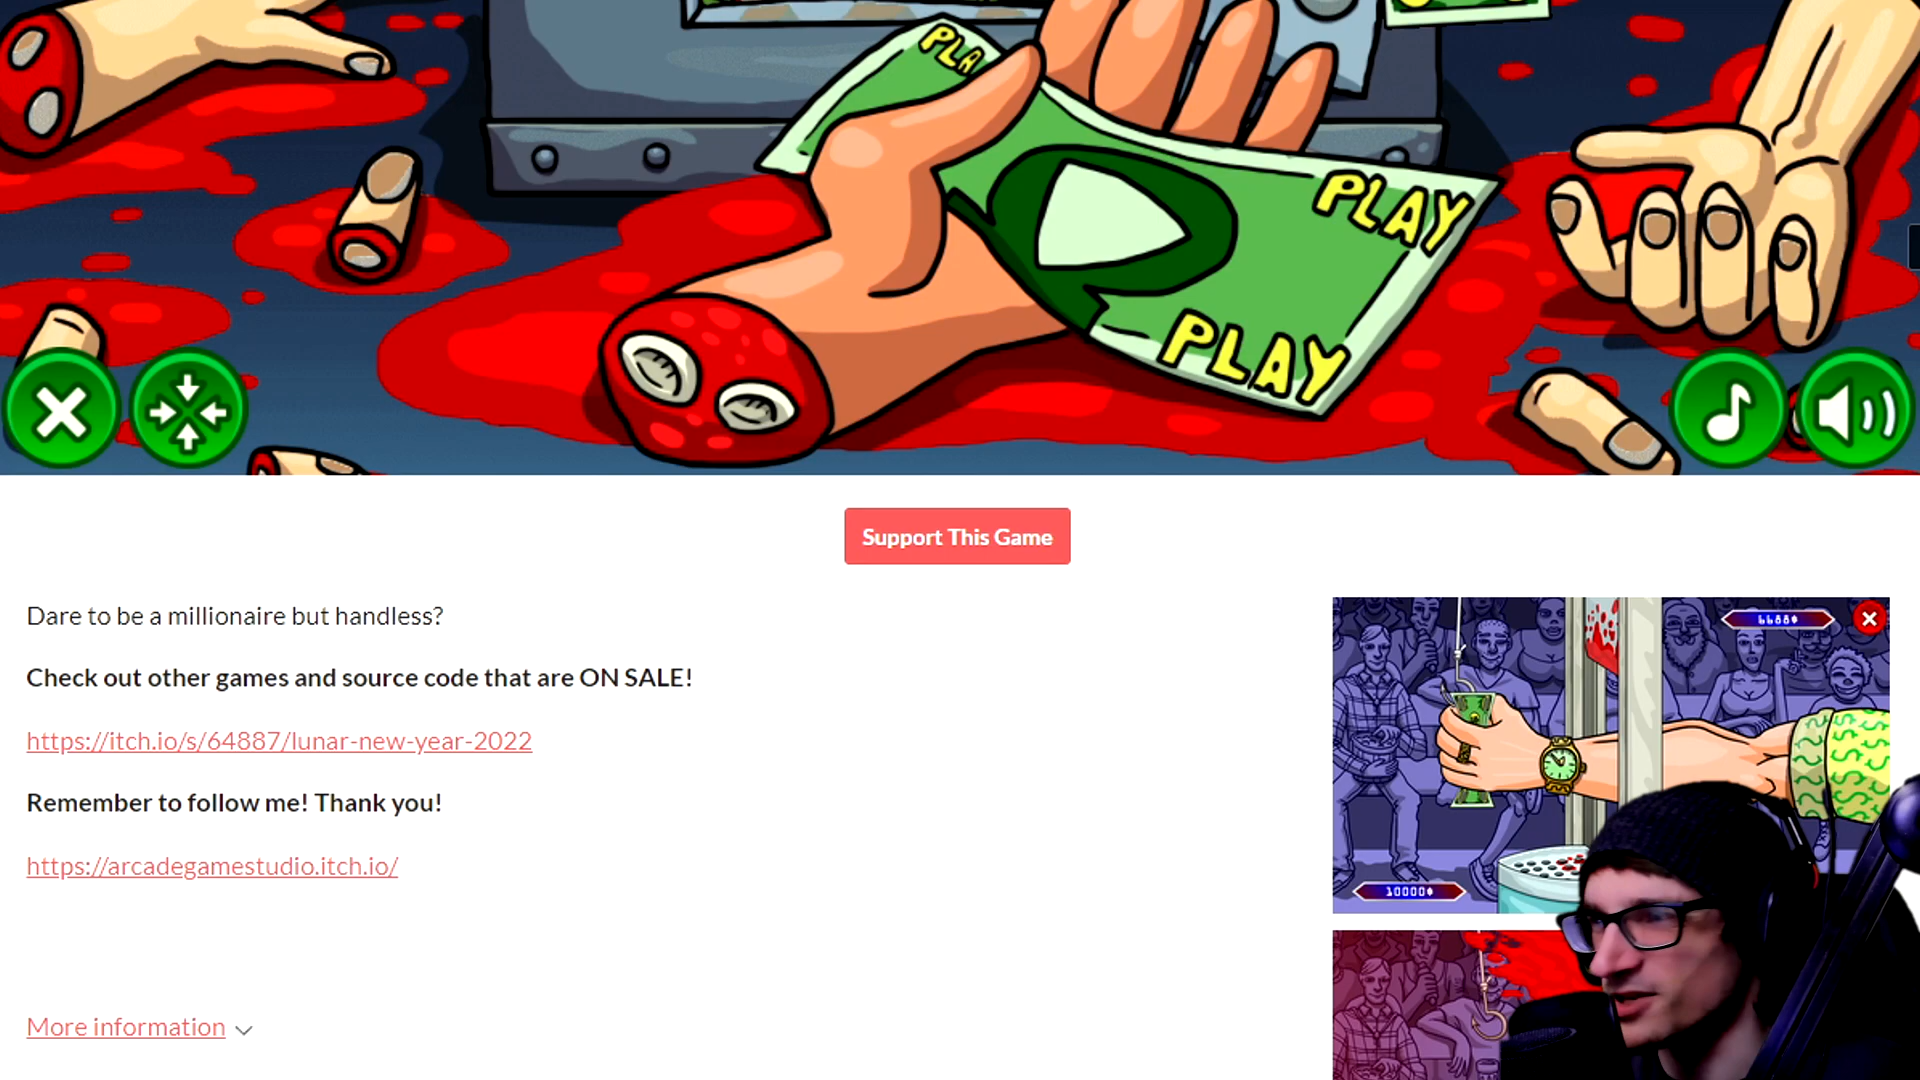 PLA
PLAY
PLAY
Support This Game
Dare to be a millionaire but handless?
Check out other games and source code that are ON SALE!
https://itch.io/s/64887/lunar-new-year-2022
Remember to follow me! Thank you!
https://arcadegamestudio.itch.io/
More information
6688$
10000$